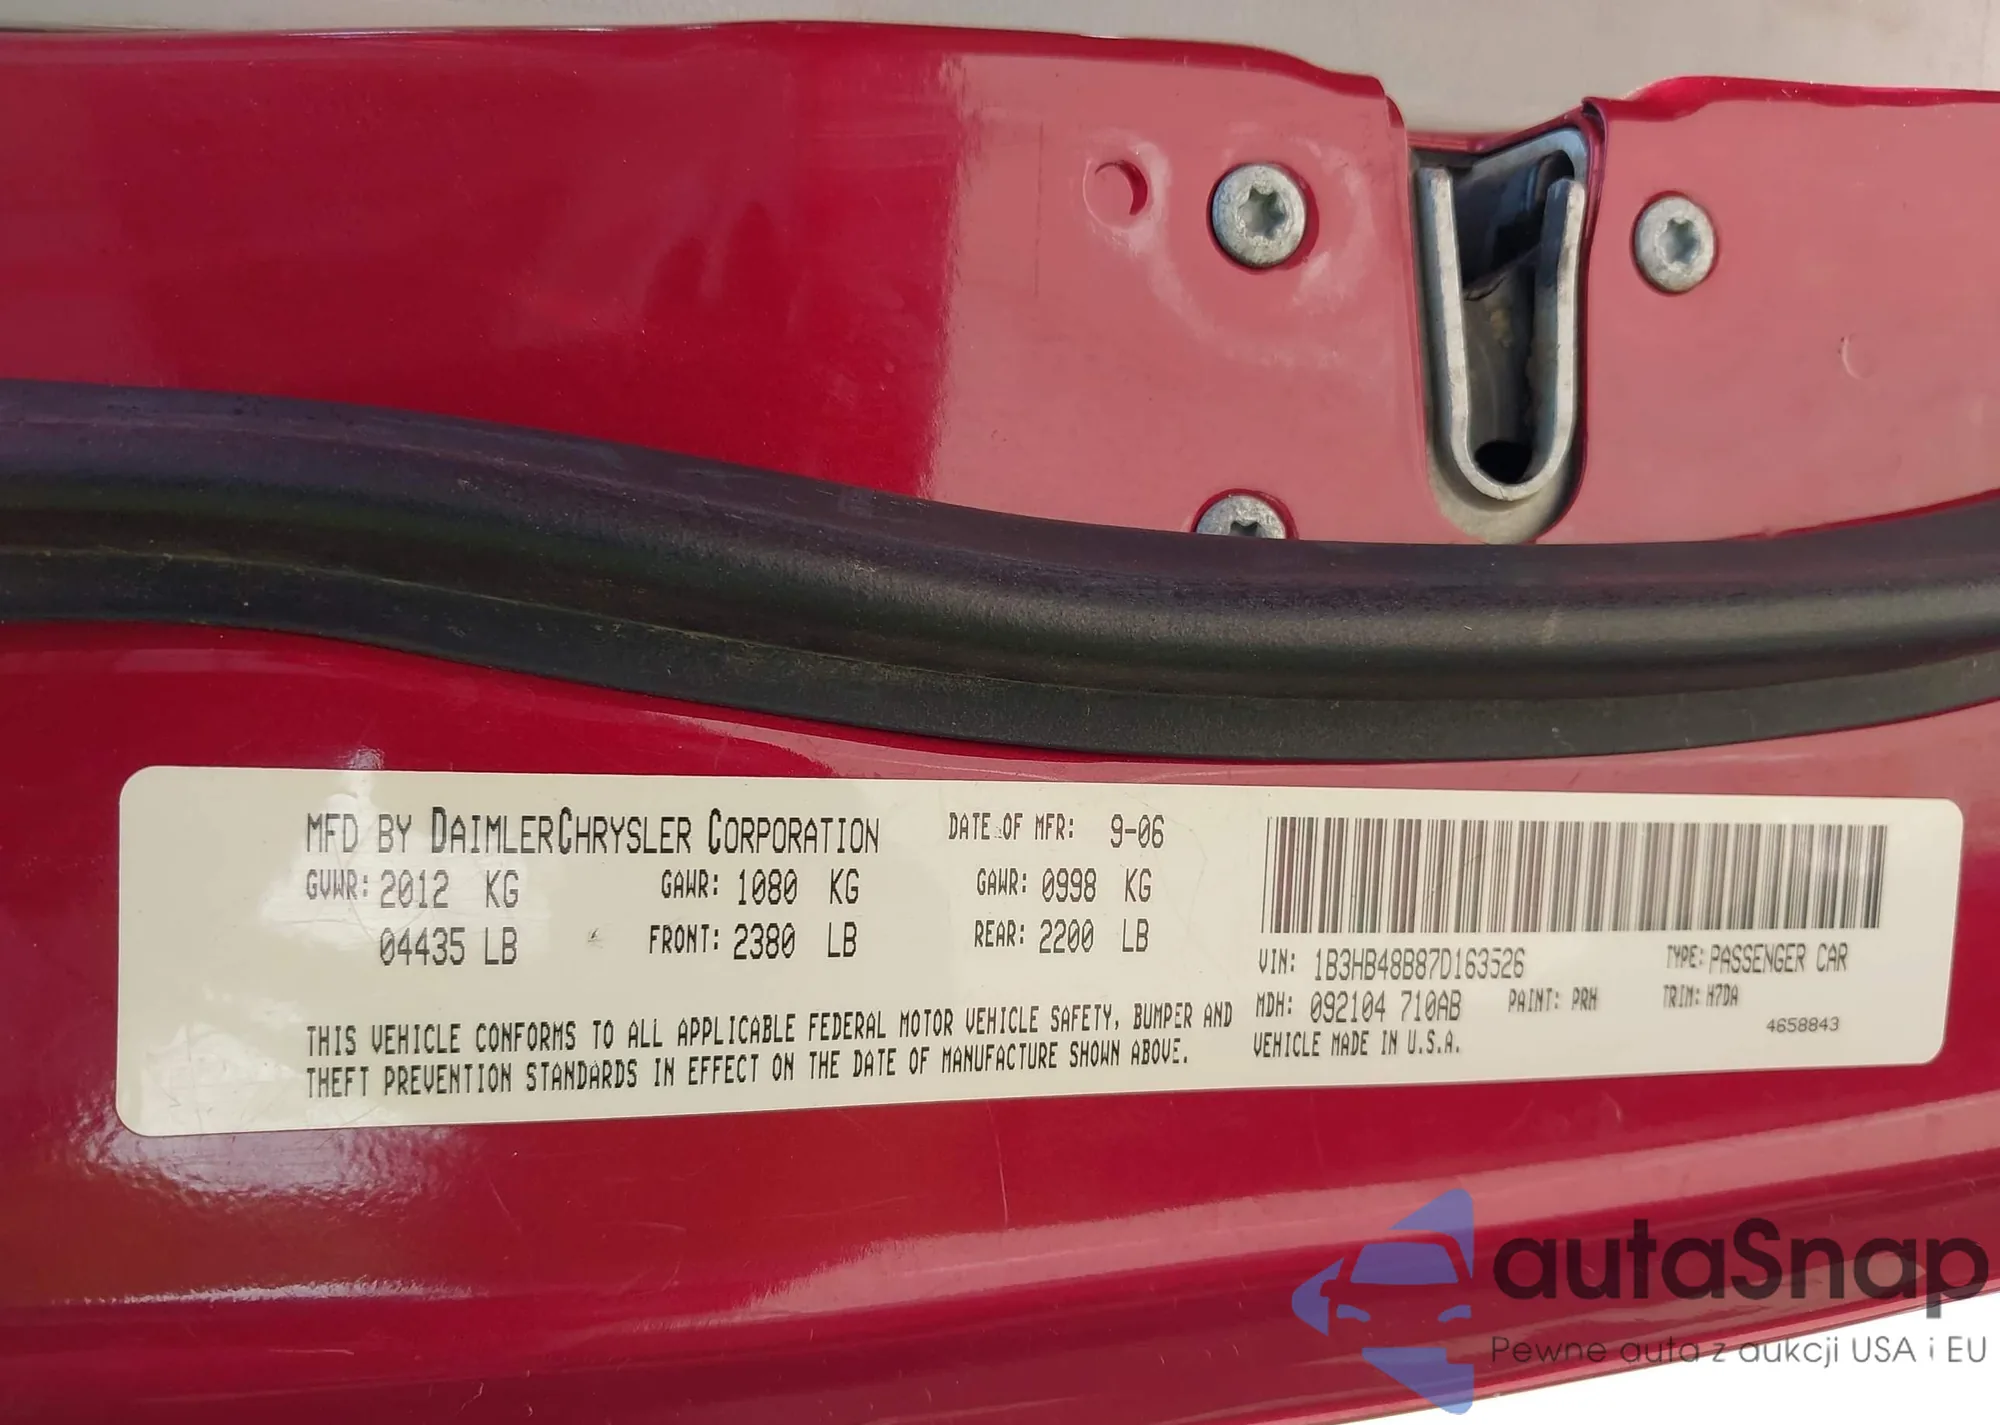 MFD BY DAIMLERCHRYSLER CORPORATION DATE OF MFR: 9-06
GVWR: 2012 KG GAWR: 1080 KG GAWR: 0998 KG
04435 LB FRONT: 2380 LB REAR: 2200 LB
THIS VEHICLE CONFORMS TO ALL APPLICABLE FEDERAL MOTOR VEHICLE SAFETY, BUMPER AND
THEFT PREVENTION STANDARDS IN EFFECT ON THE DATE OF MANUFACTURE SHOWN ABOVE.
VIN: 1B3HB48B87D163526 TYPE: PASSENGER CAR
MDH: 092104 710AB PAINT: PRH TRIM: H7DA
4658843
VEHICLE MADE IN U.S.A.
autaSnap
Pewne auta z aukcji USA i EU